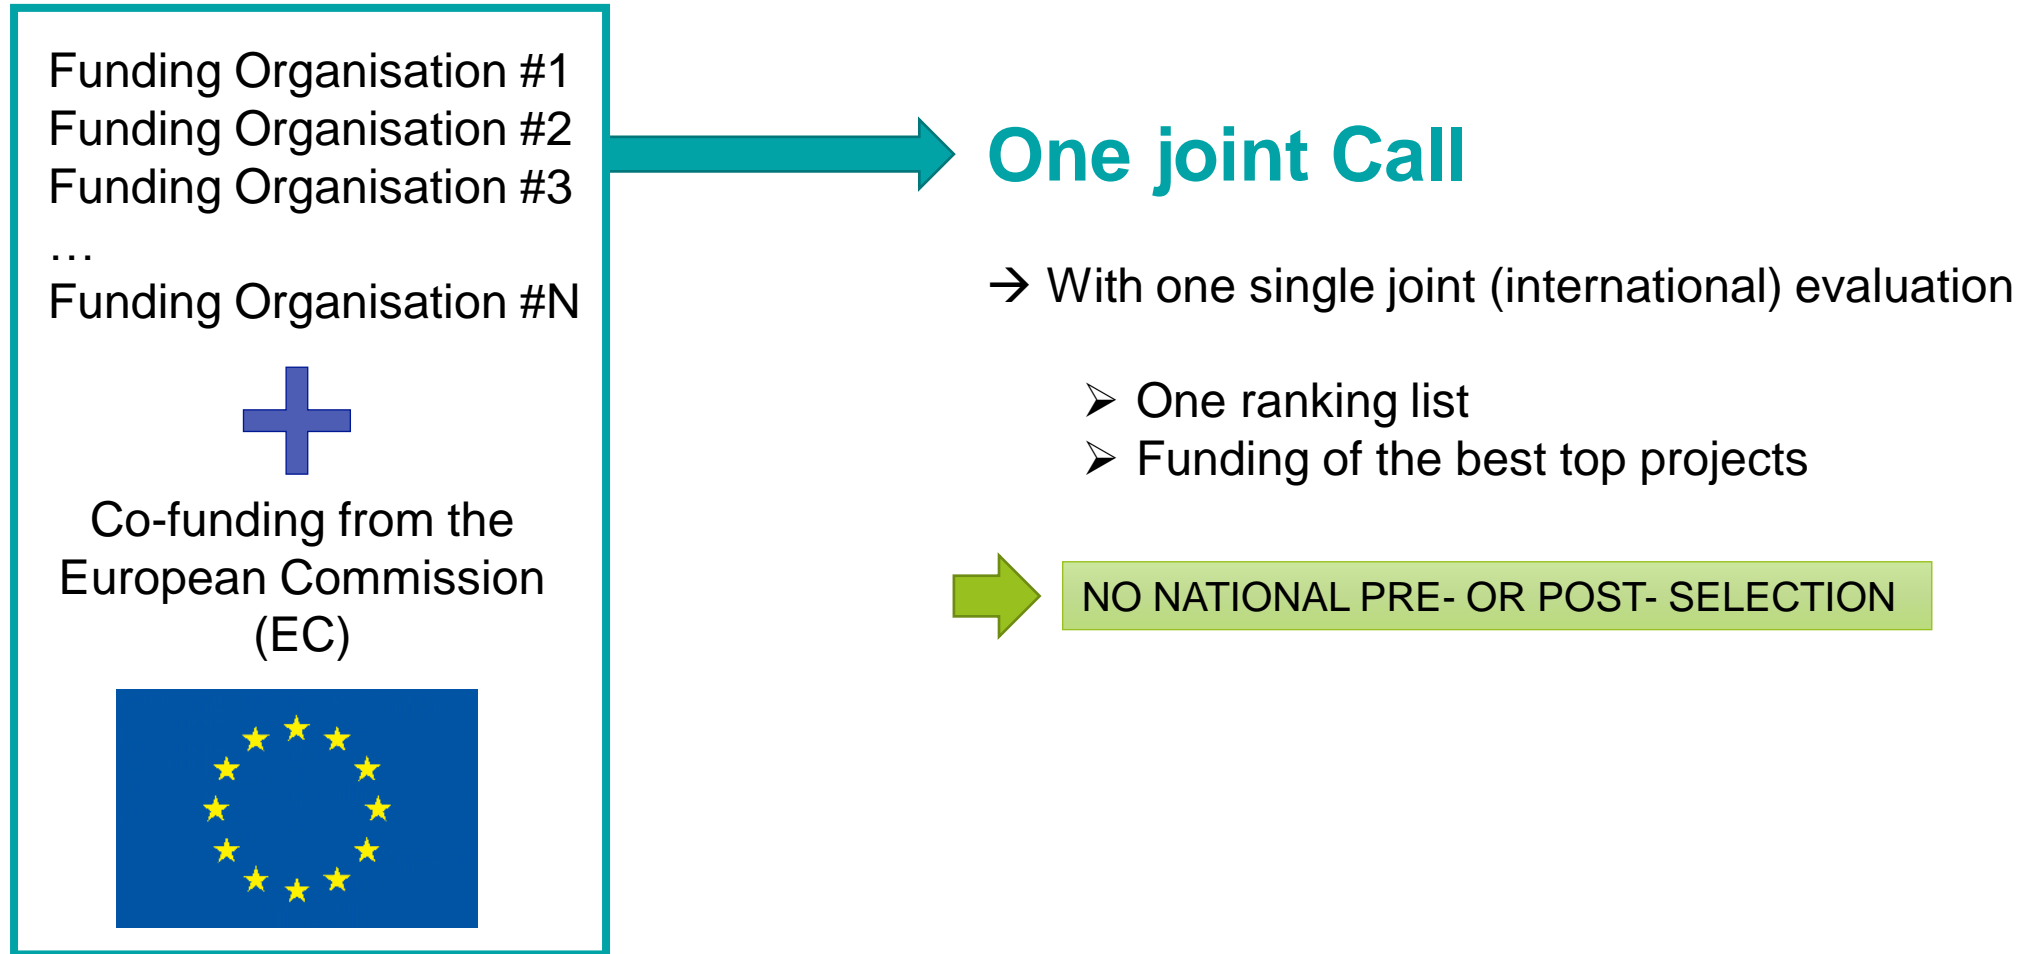 Funding Organisation #1
Funding Organisation #2
Funding Organisation #3
…
Funding Organisation #N
Co-funding from the
European Commission
(EC)
One joint Call
→ With one single joint (international) evaluation
➢ One ranking list
➢ Funding of the best top projects
NO NATIONAL PRE- OR POST- SELECTION